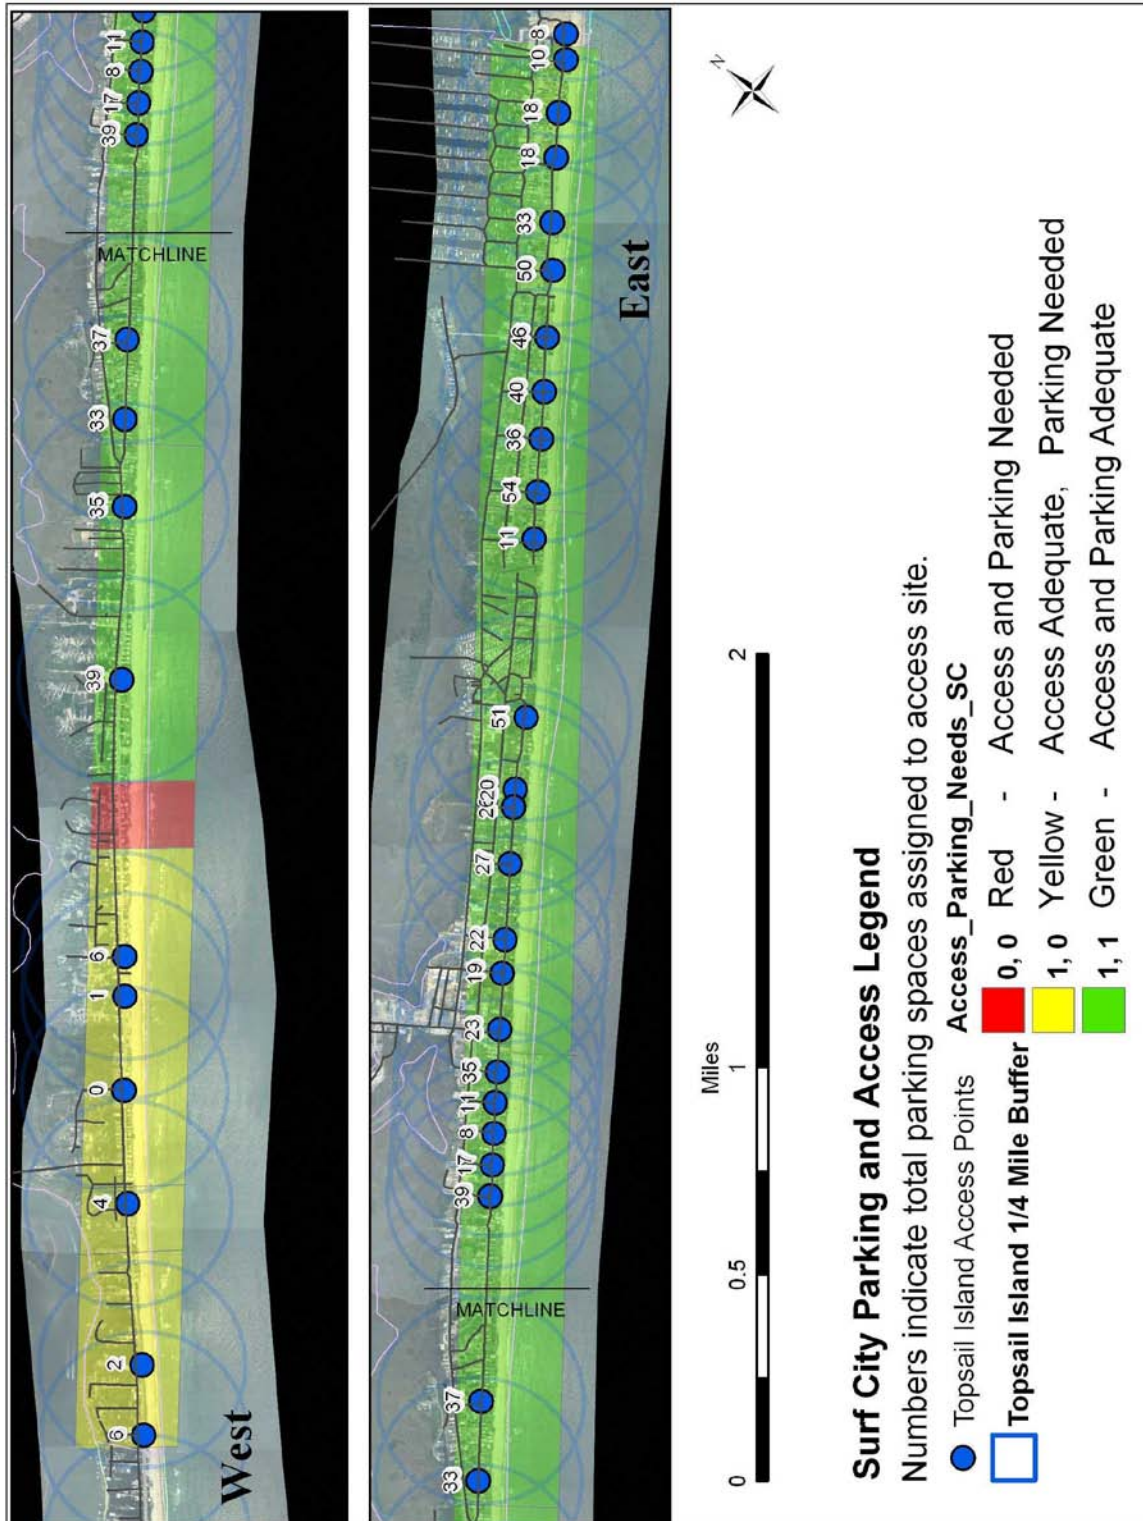 West
6
2
4
0
1
6
39
35
33
37
MATCHLINE
39
17
8
11
East
33
37
MATCHLINE
39
17
8
11
35
23
19
22
27
20
51
11
54
36
40
46
50
33
18
18
10
8
N
Miles
0 0.5 1 2
Surf City Parking and Access Legend
Numbers indicate total parking spaces assigned to access site.
Topsail Island Access Points
Topsail Island 1/4 Mile Buffer
Access_Parking_Needs_SC
0, 0 Red - Access and Parking Needed
1, 0 Yellow - Access Adequate, Parking Needed
1, 1 Green - Access and Parking Adequate